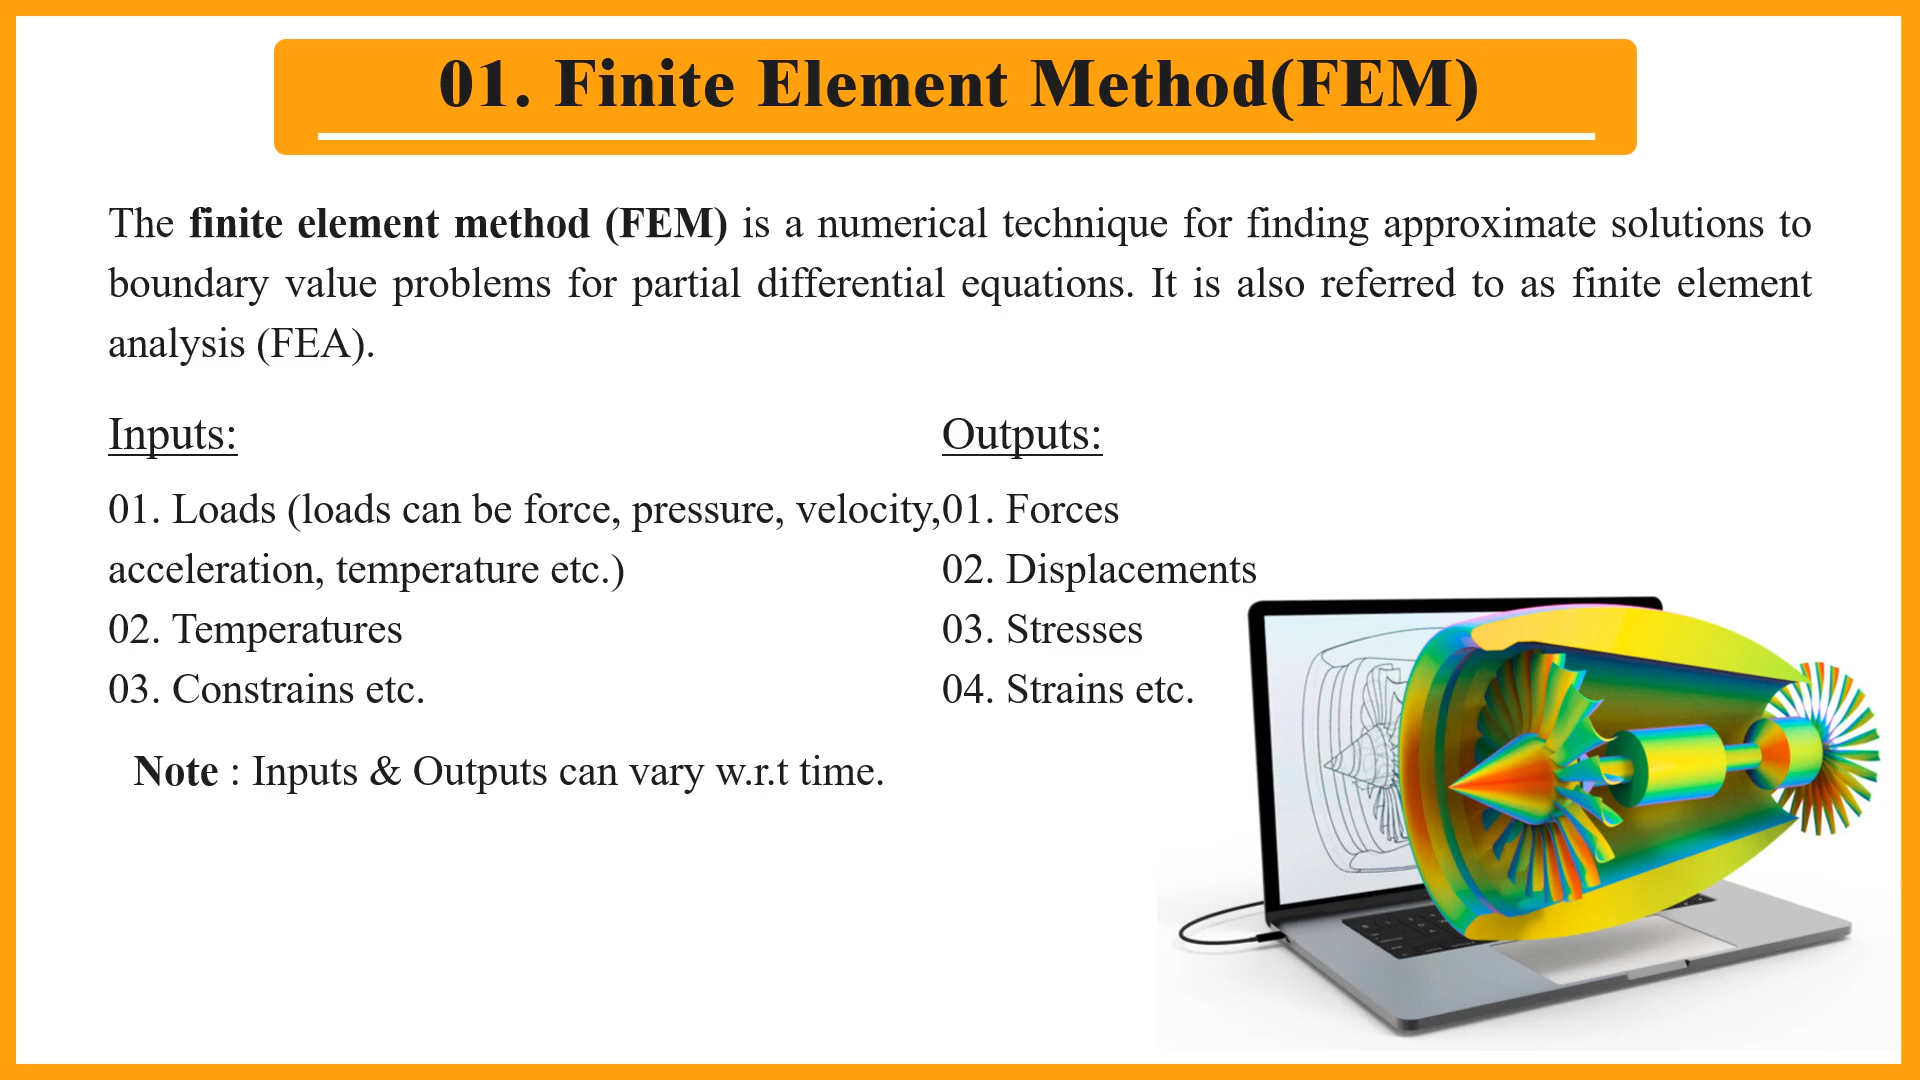 01. Finite Element Method(FEM)
The finite element method (FEM) is a numerical technique for finding approximate solutions to
boundary value problems for partial differential equations. It is also referred to as finite element
analysis (FEA).
Inputs:
01. Loads (loads can be force, pressure, velocity,
acceleration, temperature etc.)
02. Temperatures
03. Constrains etc.
Outputs:
01. Forces
02. Displacements
03. Stresses
04. Strains etc.
Note : Inputs & Outputs can vary w.r.t time.